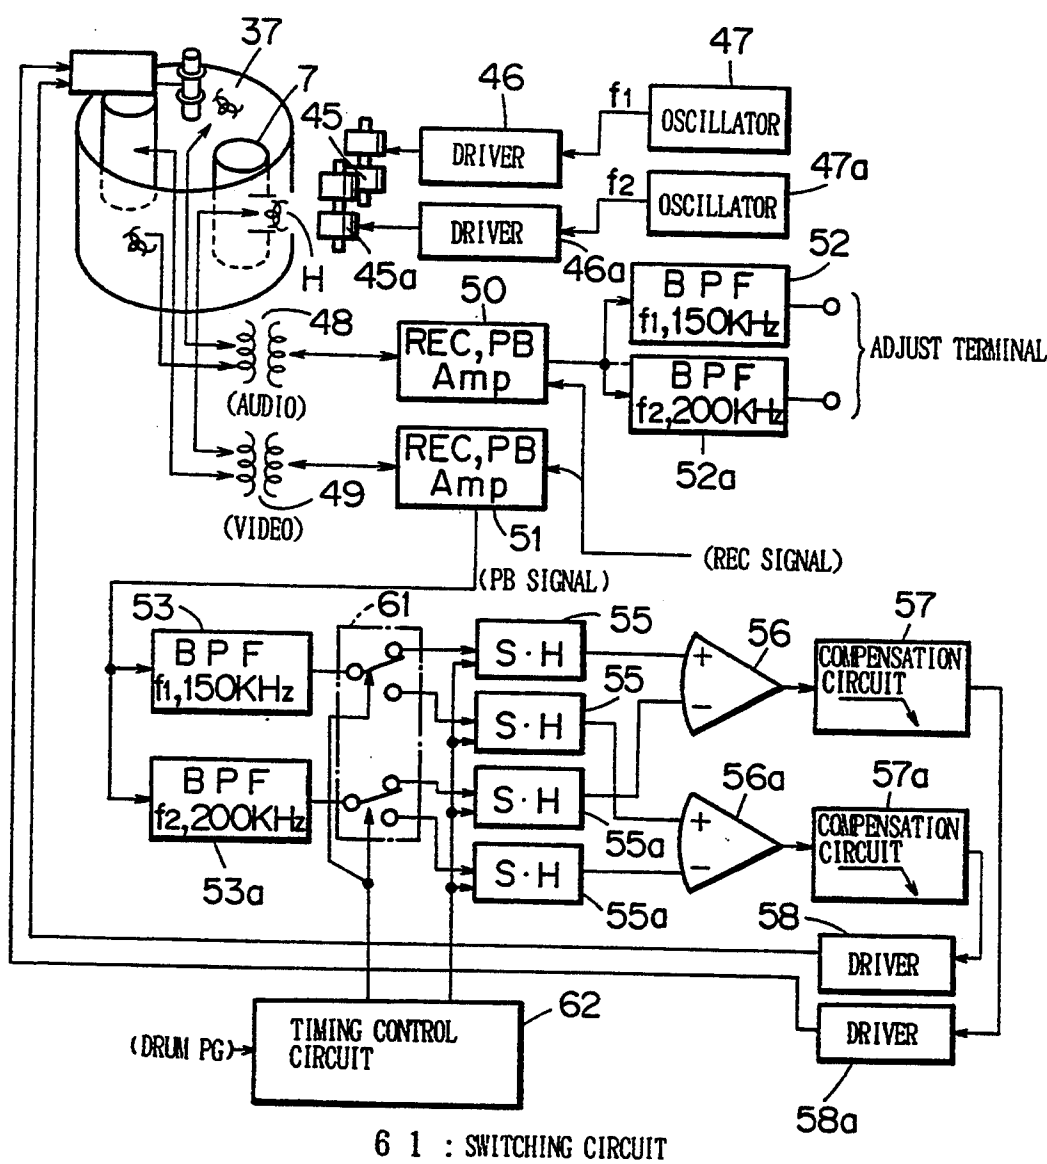 37
7
45
46
f1
47
OSCILLATOR
DRIVER
f2
OSCILLATOR
47a
DRIVER
45a
46a
H
52
BPF
f1,150KHz
50
48
REC,PB
Amp
ADJUST TERMINAL
BPF
f2,200KHz
52a
(AUDIO)
REC,PB
Amp
49
51
(VIDEO)
(REC SIGNAL)
(PB SIGNAL)
53
61
55
56
57
BPF
f1,150KHz
S·H
+
−
COMPENSATION
CIRCUIT
55
S·H
BPF
f2,200KHz
53a
S·H
55a
56a
+
−
57a
COMPENSATION
CIRCUIT
S·H
55a
58
DRIVER
62
TIMING CONTROL
CIRCUIT
(DRUM PG)
DRIVER
58a
61 : SWITCHING CIRCUIT